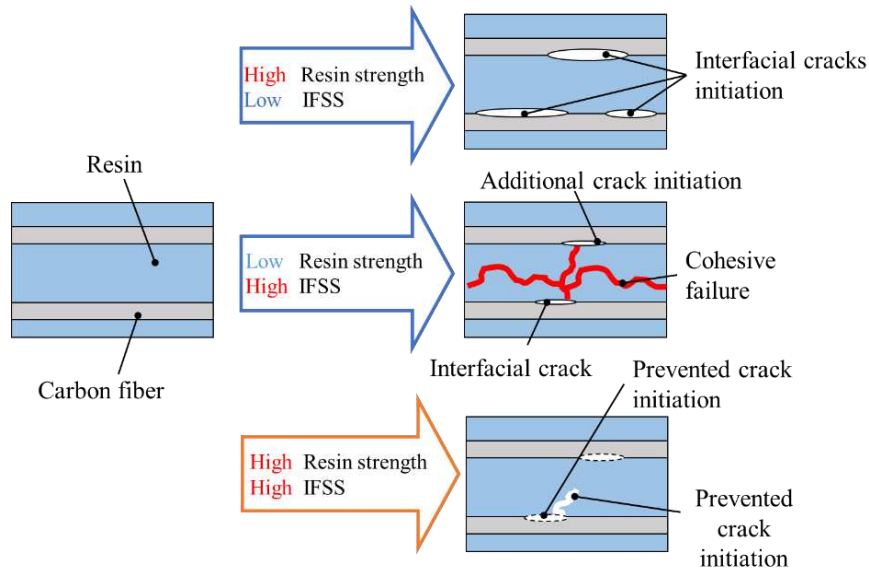 High Resin strength
Low IFSS
Interfacial cracks
initiation
Resin
Carbon fiber
Additional crack initiation
Low Resin strength
High IFSS
Cohesive
failure
Interfacial crack
Prevented crack
initiation
High Resin strength
High IFSS
Prevented
crack
initiation